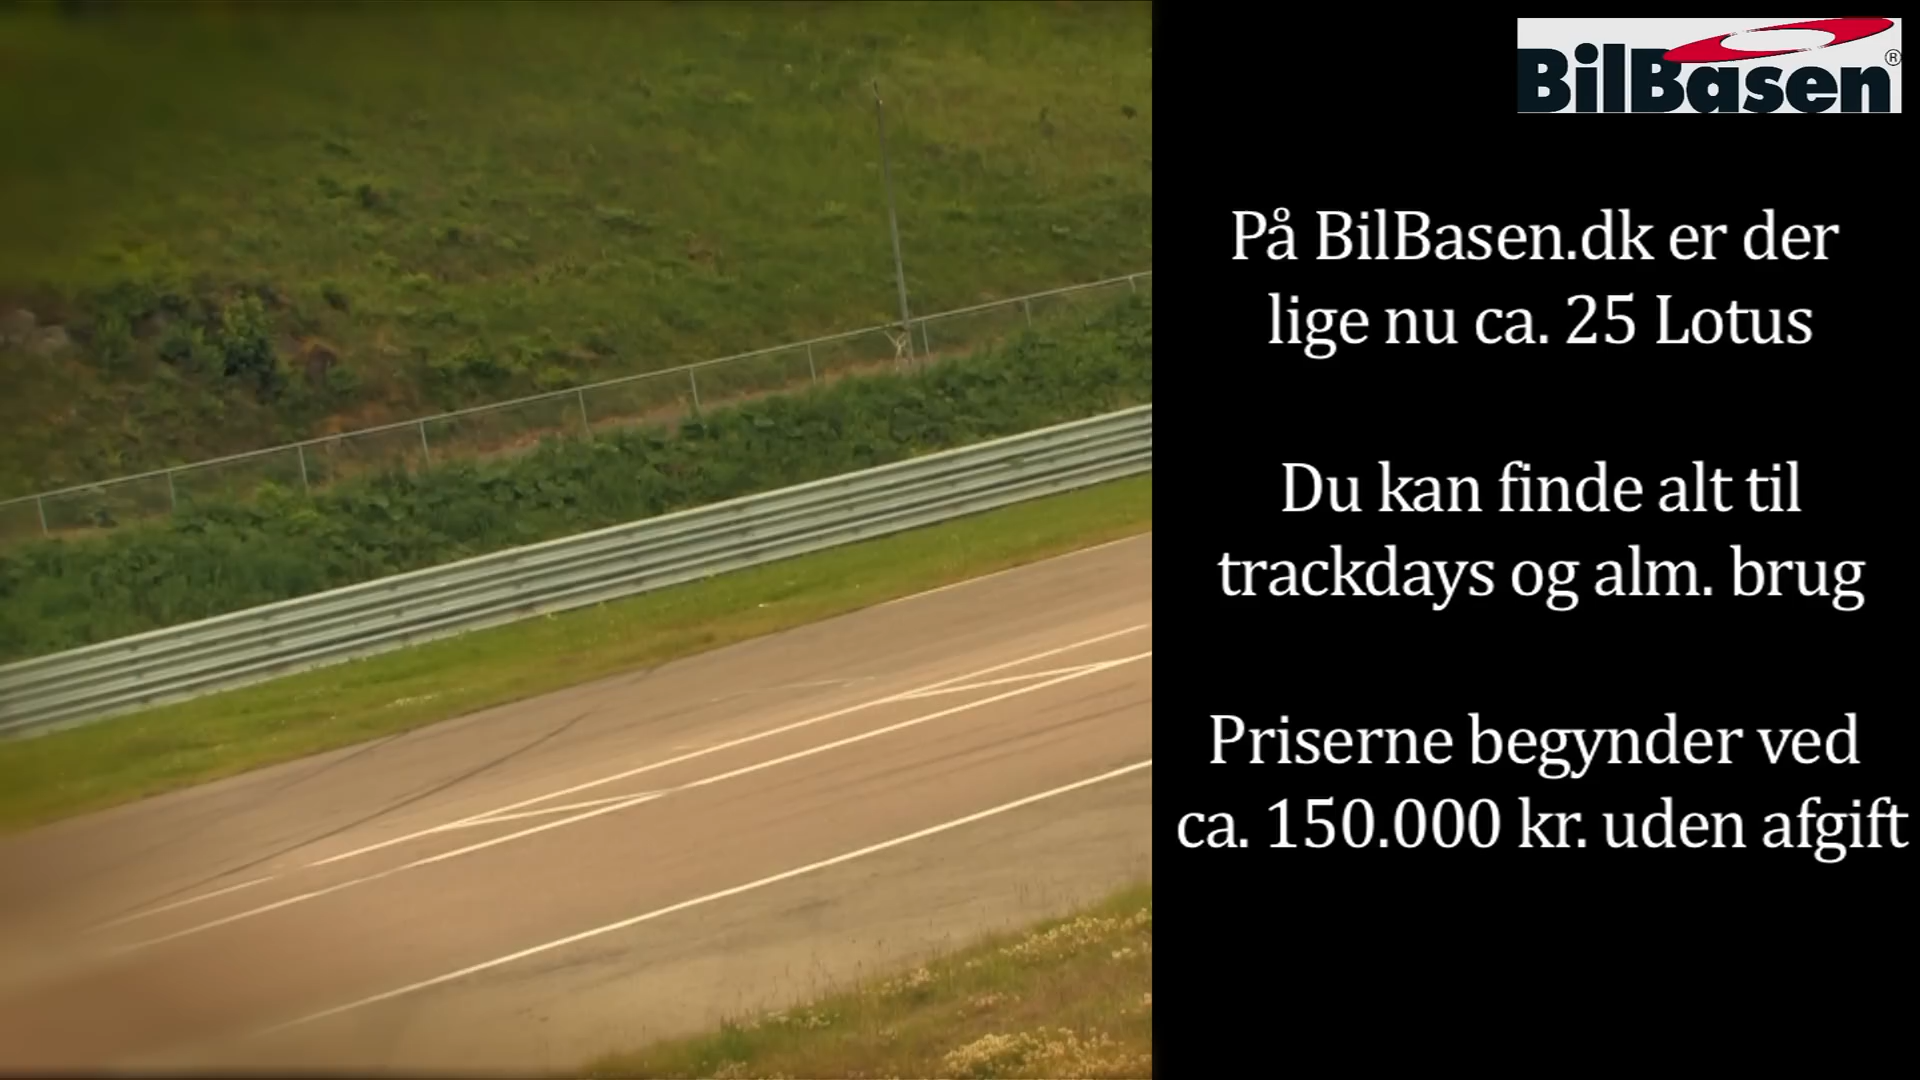 BilBasen®
På BilBasen.dk er der
lige nu ca. 25 Lotus
Du kan finde alt til
trackdays og alm. brug
Priserne begynder ved
ca. 150.000 kr. uden afgift